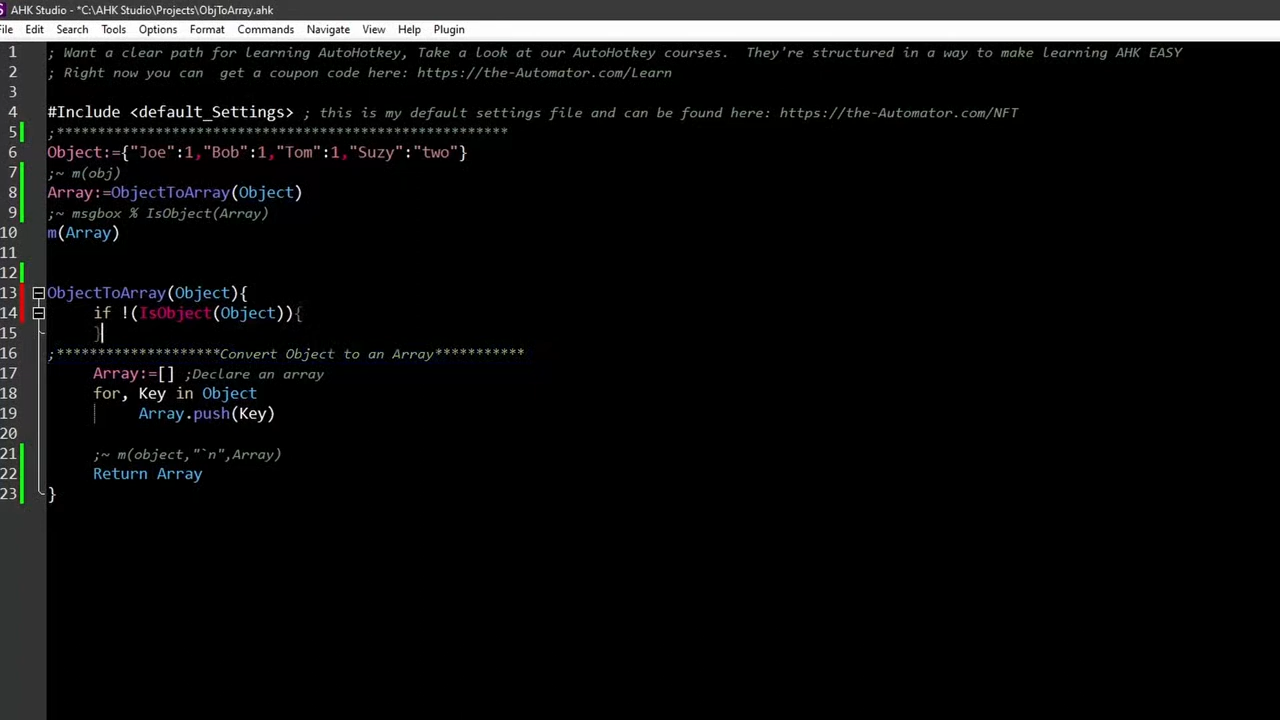 S AHK Studio - *C:\AHK Studio\Projects\ObjToArray.ahk
File Edit Search Tools Options Format Commands Navigate View Help Plugin
1 ; Want a clear path for learning AutoHotkey, Take a look at our AutoHotkey courses.  They're structured in a way to make learning AHK EASY
2 ; Right now you can  get a coupon code here: https://the-Automator.com/Learn
3
4 #Include <default_Settings> ; this is my default settings file and can be found here: https://the-Automator.com/NFT
5 ;*******************************************************
6 Object:={"Joe":1,"Bob":1,"Tom":1,"Suzy":"two"}
7 ;~ m(obj)
8 Array:=ObjectToArray(Object)
9 ;~ msgbox % IsObject(Array)
10 m(Array)
11
12
13 ObjectToArray(Object){
14 if !(IsObject(Object)){
15 }
16 ;********************Convert Object to an Array***********
17 Array:=[] ;Declare an array
18 for, Key in Object
19 Array.push(Key)
20
21 ;~ m(object,"`n",Array)
22 Return Array
23 }